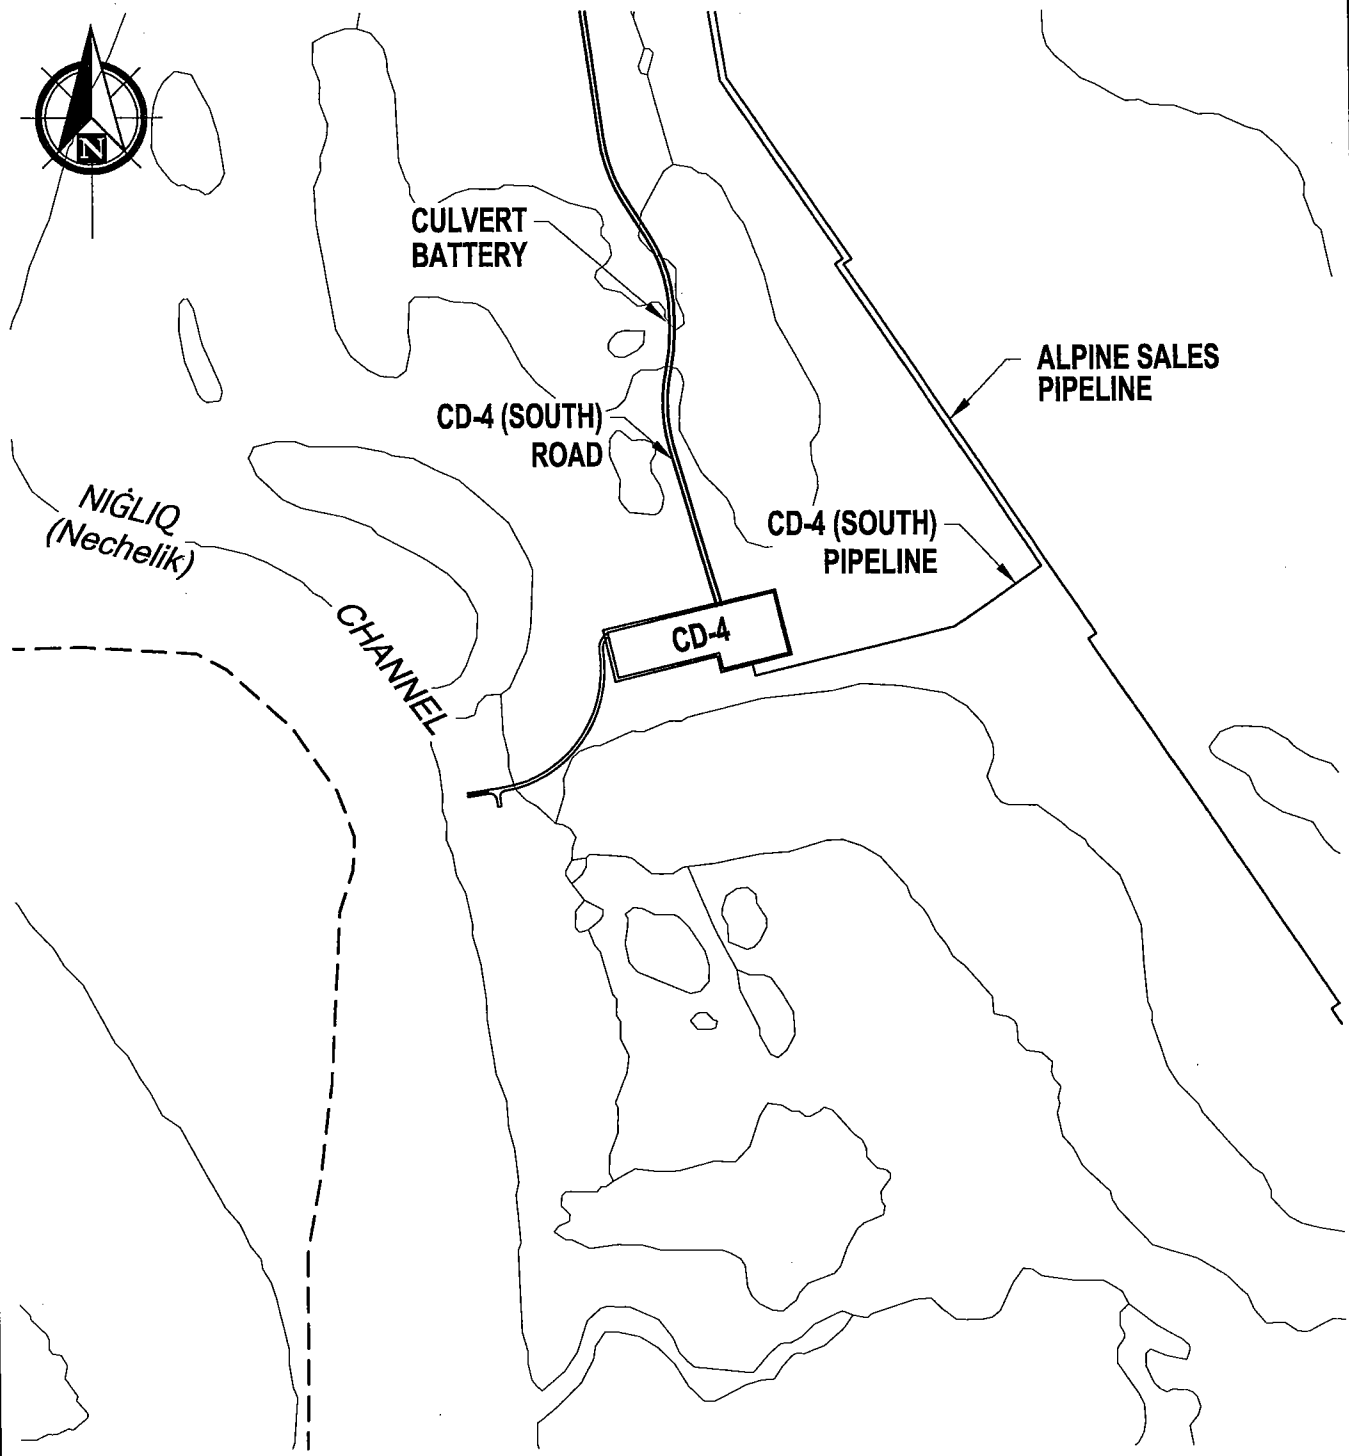 N
CULVERT
BATTERY
ALPINE SALES
PIPELINE
CD-4 (SOUTH)
ROAD
NIĠLIQ
(Nechelik)
CD-4 (SOUTH)
PIPELINE
CHANNEL
CD-4